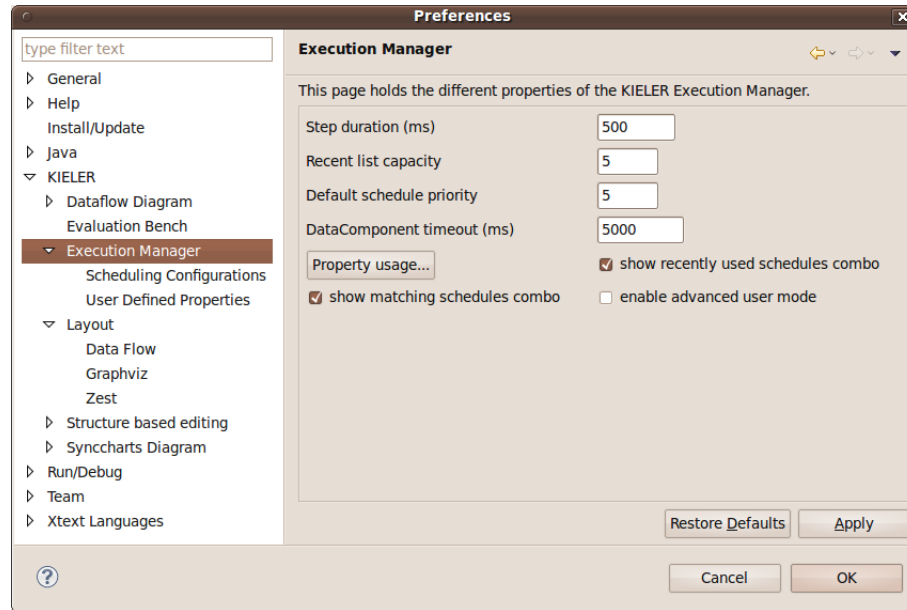 Preferences
type filter text
General
Help
Install/Update
Java
KIELER
Dataflow Diagram
Evaluation Bench
Execution Manager
Scheduling Configurations
User Defined Properties
Layout
Data Flow
Graphviz
Zest
Structure based editing
Synccharts Diagram
Run/Debug
Team
Xtext Languages
Execution Manager
This page holds the different properties of the KIELER Execution Manager.
Step duration (ms) 500
Recent list capacity 5
Default schedule priority 5
DataComponent timeout (ms) 5000
Property usage... show recently used schedules combo
show matching schedules combo enable advanced user mode
Restore Defaults Apply
? Cancel OK